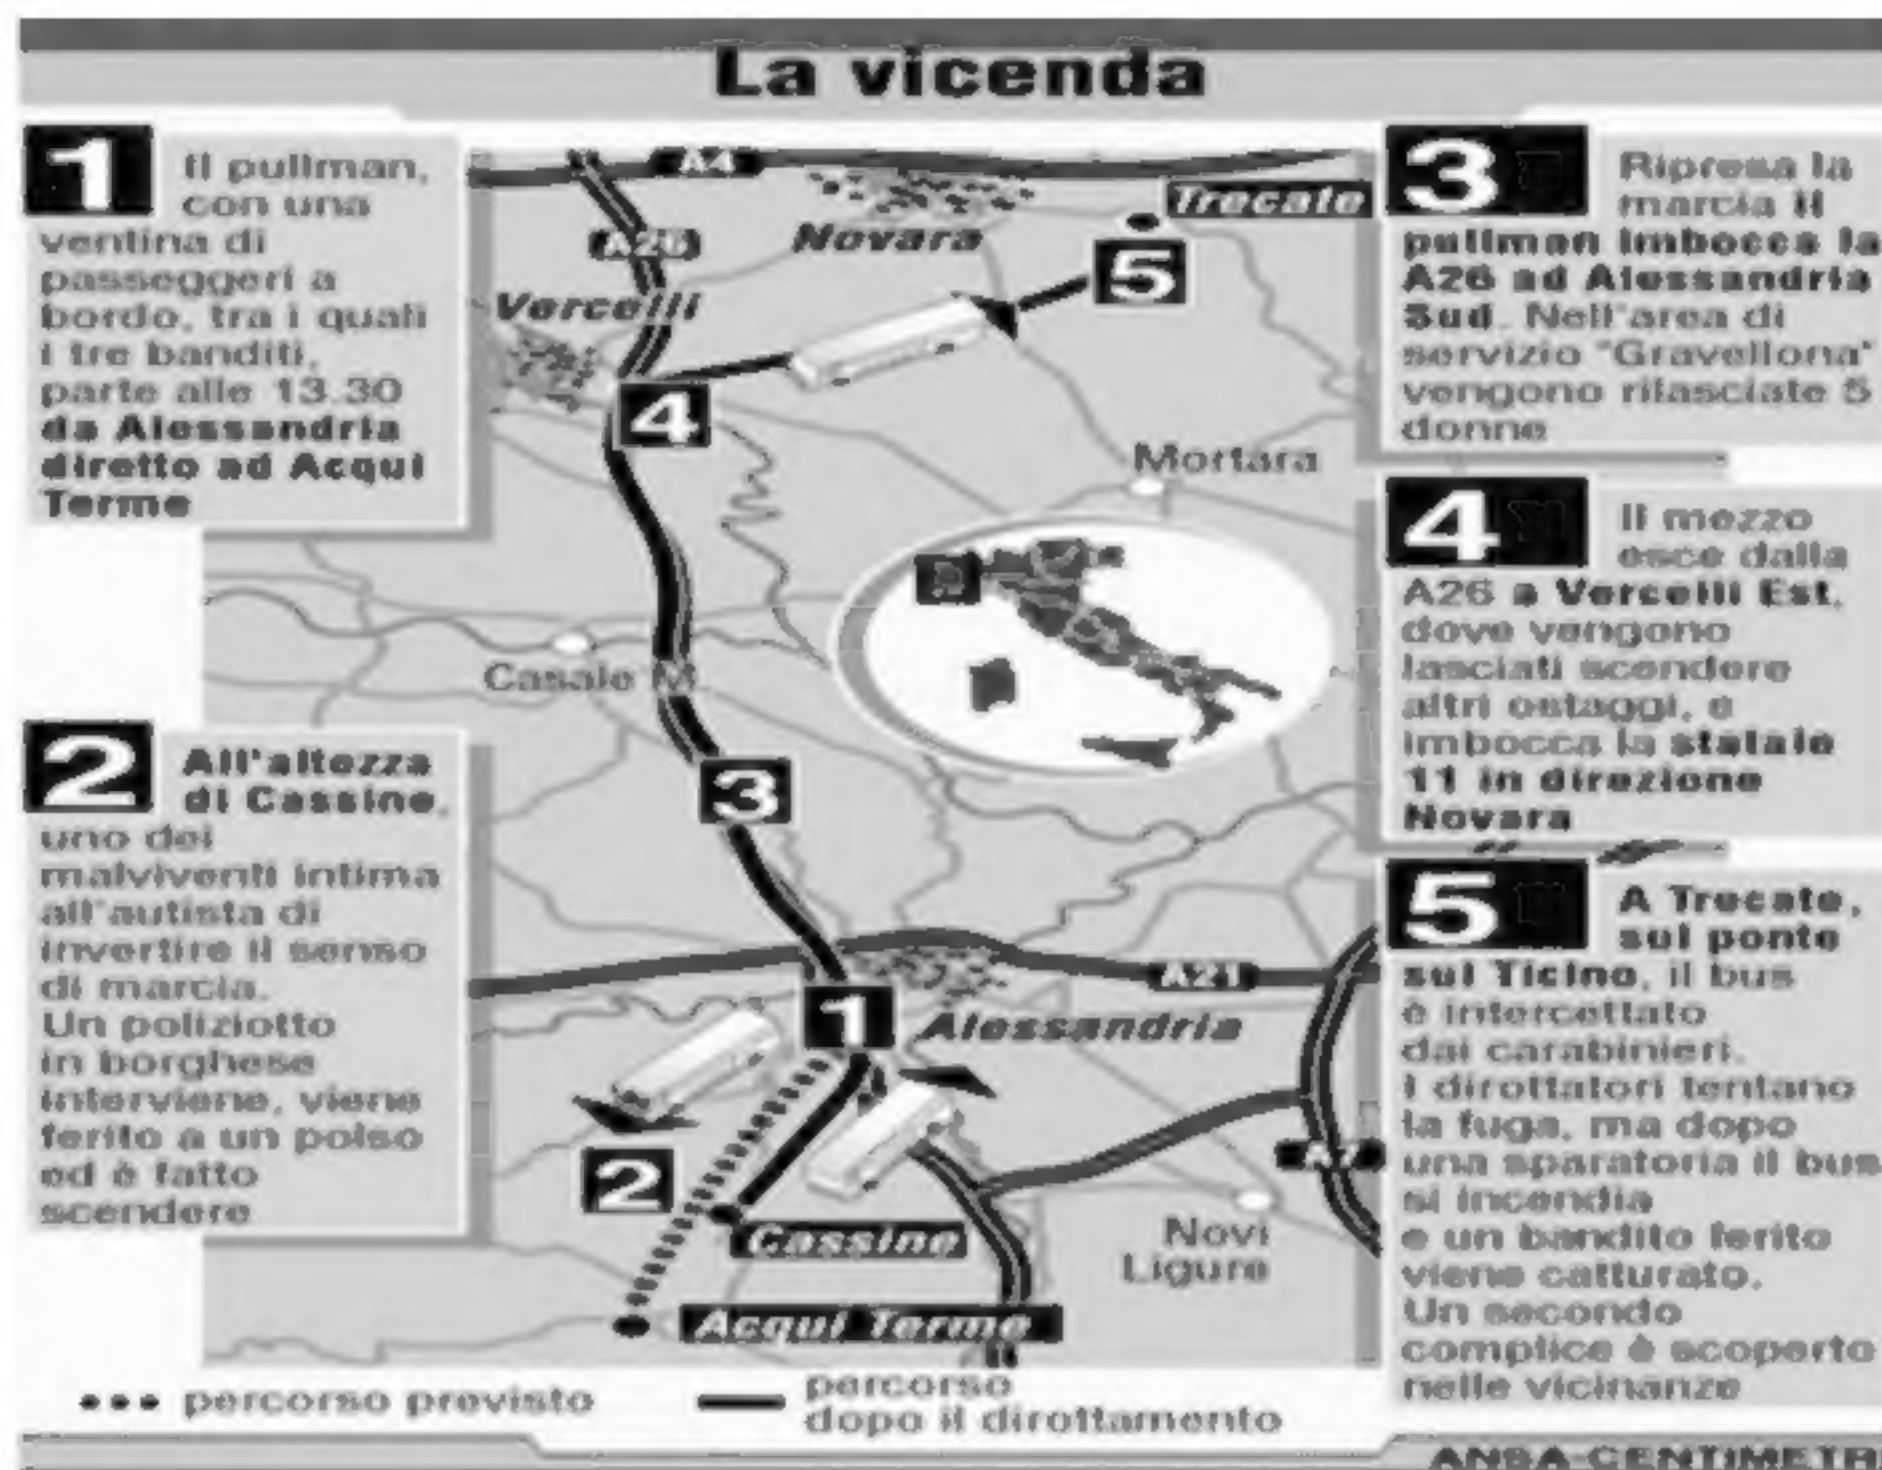 La vicenda
1 Il pullman,
con una
ventina di
passeggeri a
bordo, tra i quali
i tre banditi,
parte alle 13.30
da Alessandria
diretto ad Acqui
Terme
2 All'altezza
di Cassine,
uno dei
malviventi intima
all'autista di
invertire il senso
di marcia.
Un poliziotto
in borghese
interviene, viene
ferito a un polso
ed è fatto
scendere
A4
A26
Novara
Trecate
5
Vercelli
4
Mortara
Casale M.
3
A21
1
Alessandria
2
A7
Cassine
Novi
Ligure
Acqui Terme
percorso previsto
percorso
dopo il dirottamento
3 Ripresa la
marcia il
pullman imbocca la
A26 ad Alessandria
Sud. Nell'area di
servizio "Gravellona"
vengono rilasciate 5
donne
4 Il mezzo
esce dalla
A26 a Vercelli Est,
dove vengono
lasciati scendere
altri ostaggi, e
imbocca la statale
11 in direzione
Novara
5 A Trecate,
sul ponte
sul Ticino, il bus
è intercettato
dai carabinieri.
I dirottatori tentano
la fuga, ma dopo
una sparatoria il bus
si incendia
e un bandito ferito
viene catturato.
Un secondo
complice è scoperto
nelle vicinanze
ANSA-CENTIMETRI